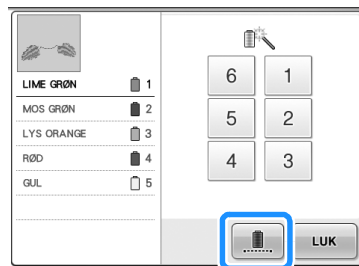 LIME GRØN 1
MOS GRØN 2
LYS ORANGE 3
RØD 4
GUL 5
6 1
5 2
4 3
LUK